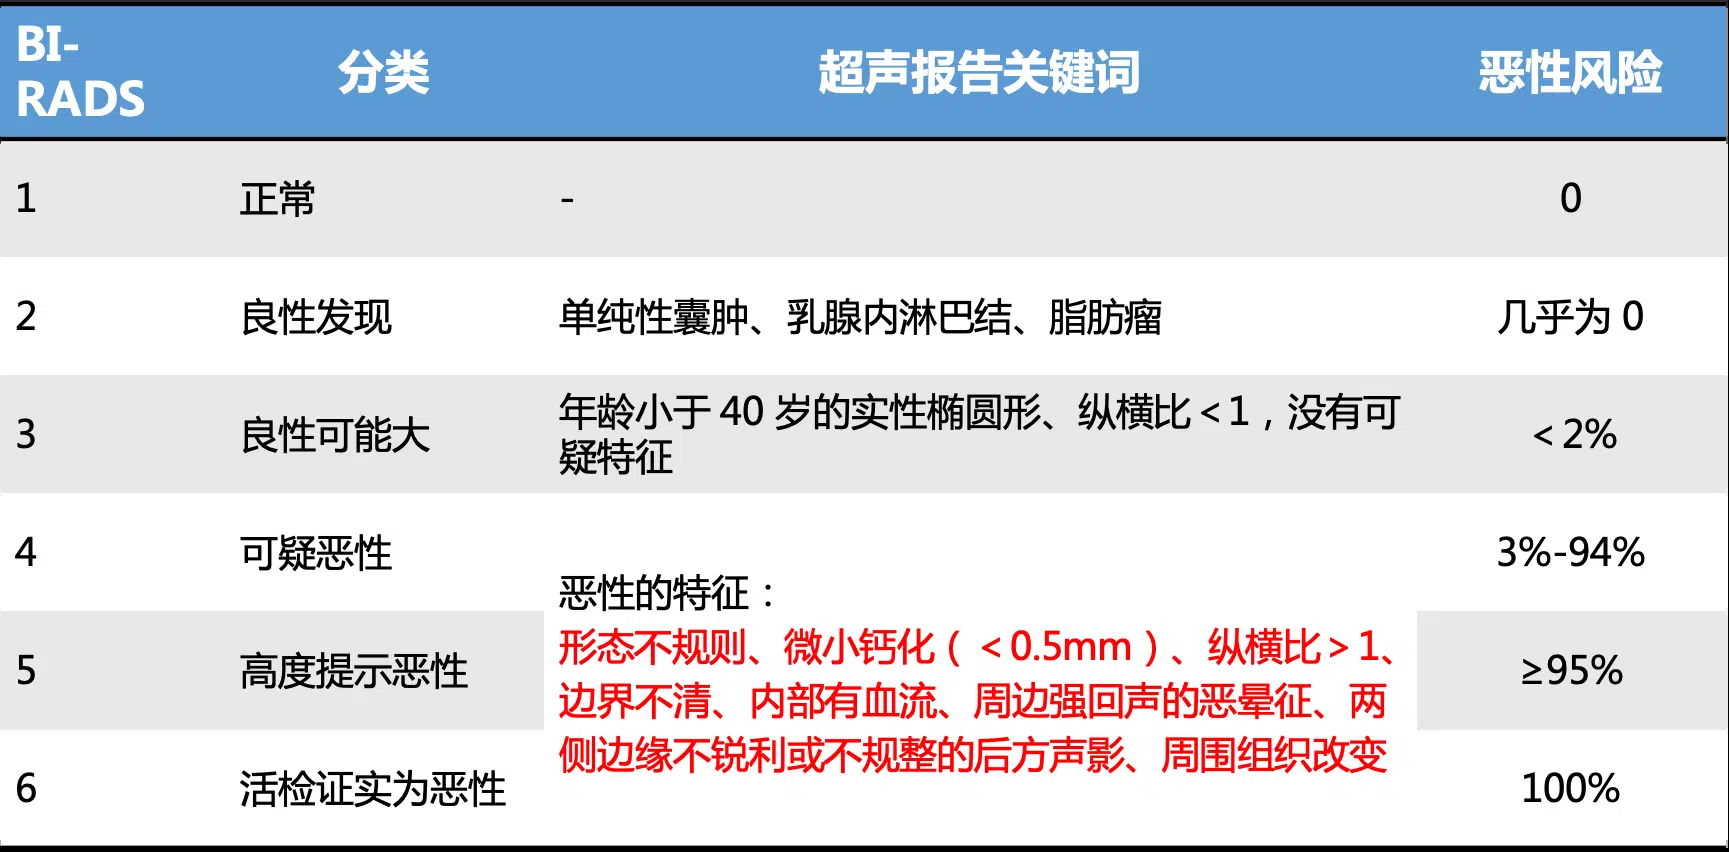 BI-
RADS
分类
超声报告关键词
恶性风险
1
正常
-
0
2
良性发现
单纯性囊肿、乳腺内淋巴结、脂肪瘤
几乎为 0
3
良性可能大
年龄小于 40 岁的实性椭圆形、纵横比<1，没有可
疑特征
<2%
4
可疑恶性
3%-94%
恶性的特征：
形态不规则、微小钙化（<0.5mm）、纵横比>1、
边界不清、内部有血流、周边强回声的恶晕征、两
侧边缘不锐利或不规整的后方声影、周围组织改变
5
高度提示恶性
≥95%
6
活检证实为恶性
100%